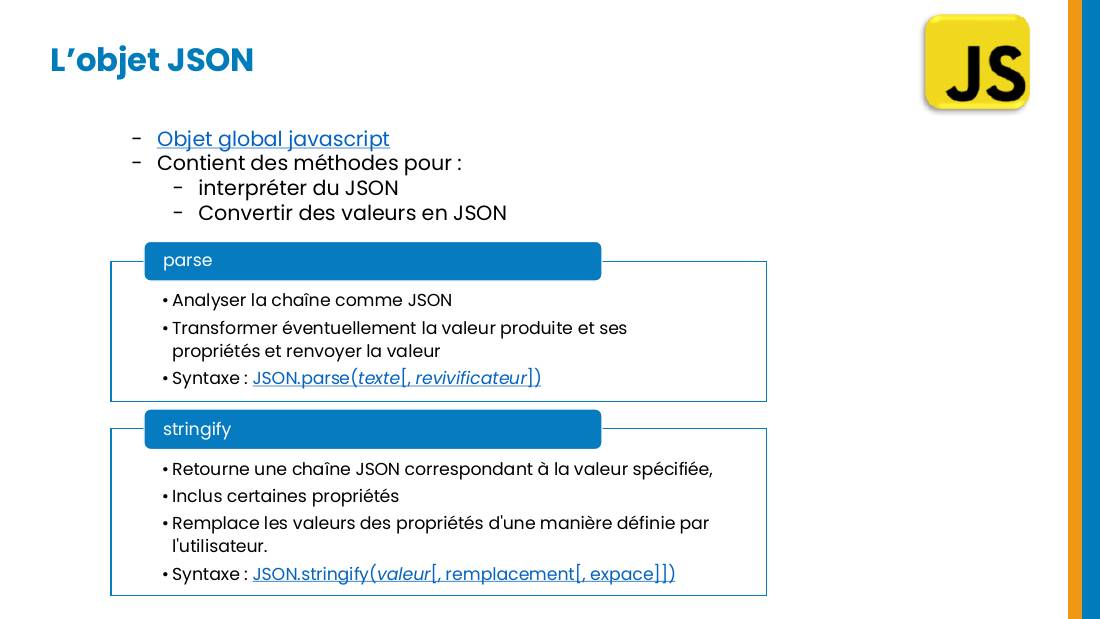 L’objet JSON
JS
- Objet global javascript
- Contient des méthodes pour :
- interpréter du JSON
- Convertir des valeurs en JSON
parse
• Analyser la chaîne comme JSON
• Transformer éventuellement la valeur produite et ses
propriétés et renvoyer la valeur
• Syntaxe : JSON.parse(texte[, revivificateur])
stringify
• Retourne une chaîne JSON correspondant à la valeur spécifiée,
• Inclus certaines propriétés
• Remplace les valeurs des propriétés d'une manière définie par
l'utilisateur.
• Syntaxe : JSON.stringify(valeur[, remplacement[, expace]])